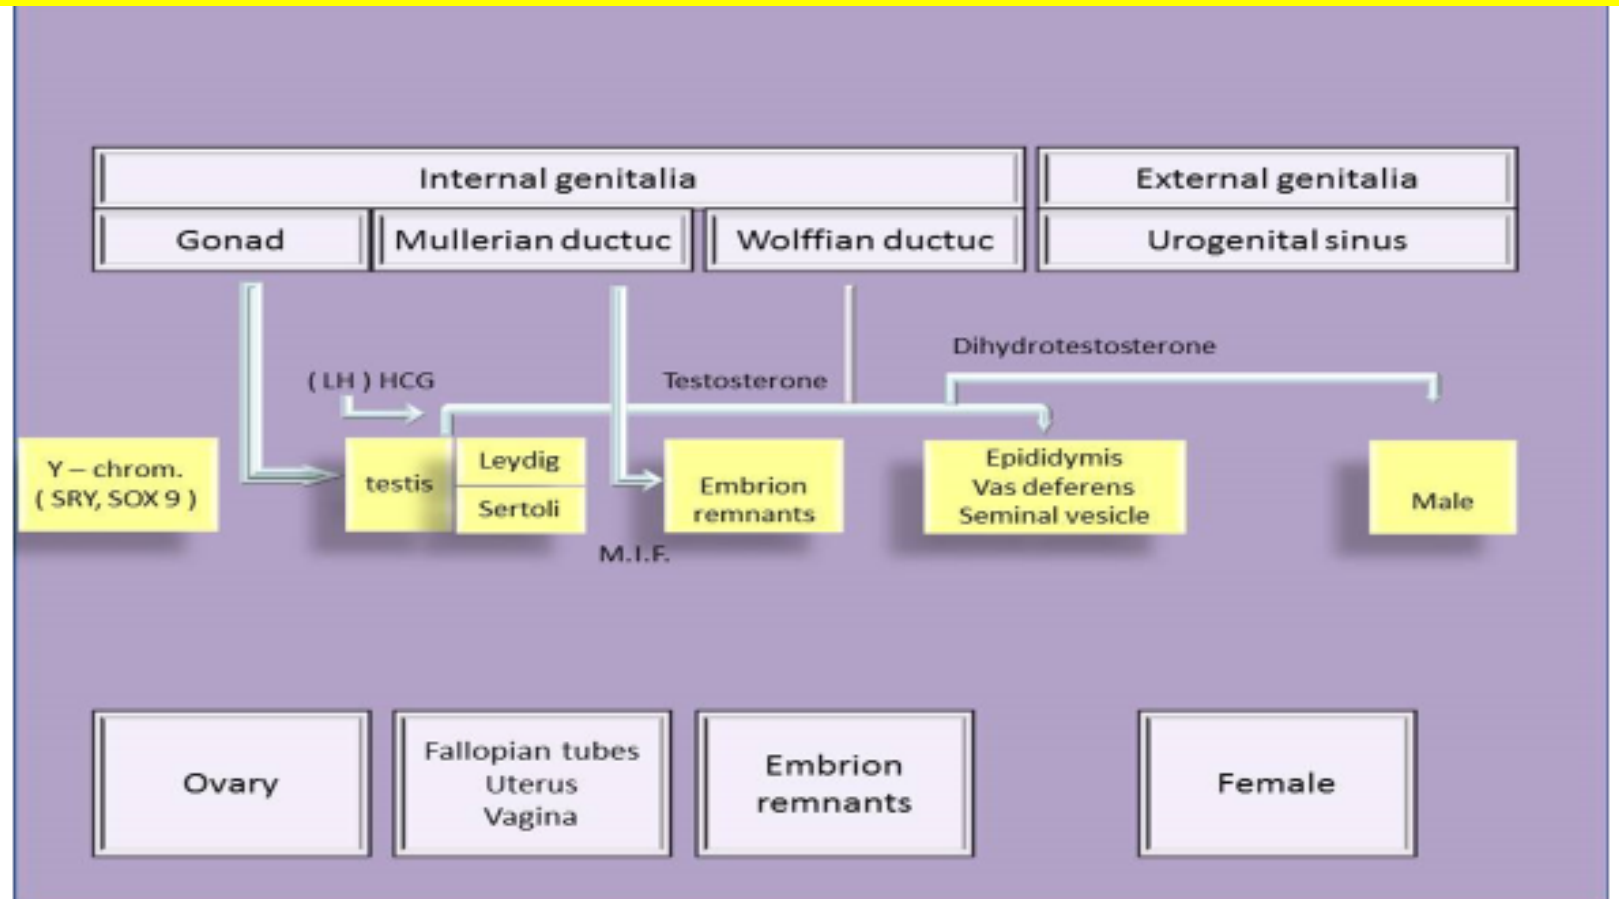 Internal genitalia
External genitalia
Gonad
Mullerian ductuc
Wolffian ductuc
Urogenital sinus
Dihydrotestosterone
( LH ) HCG
Testosterone
Y – chrom.
( SRY, SOX 9 )
testis
Leydig
Sertoli
Embrion
remnants
Epididymis
Vas deferens
Seminal vesicle
Male
M.I.F.
Ovary
Fallopian tubes
Uterus
Vagina
Embrion
remnants
Female